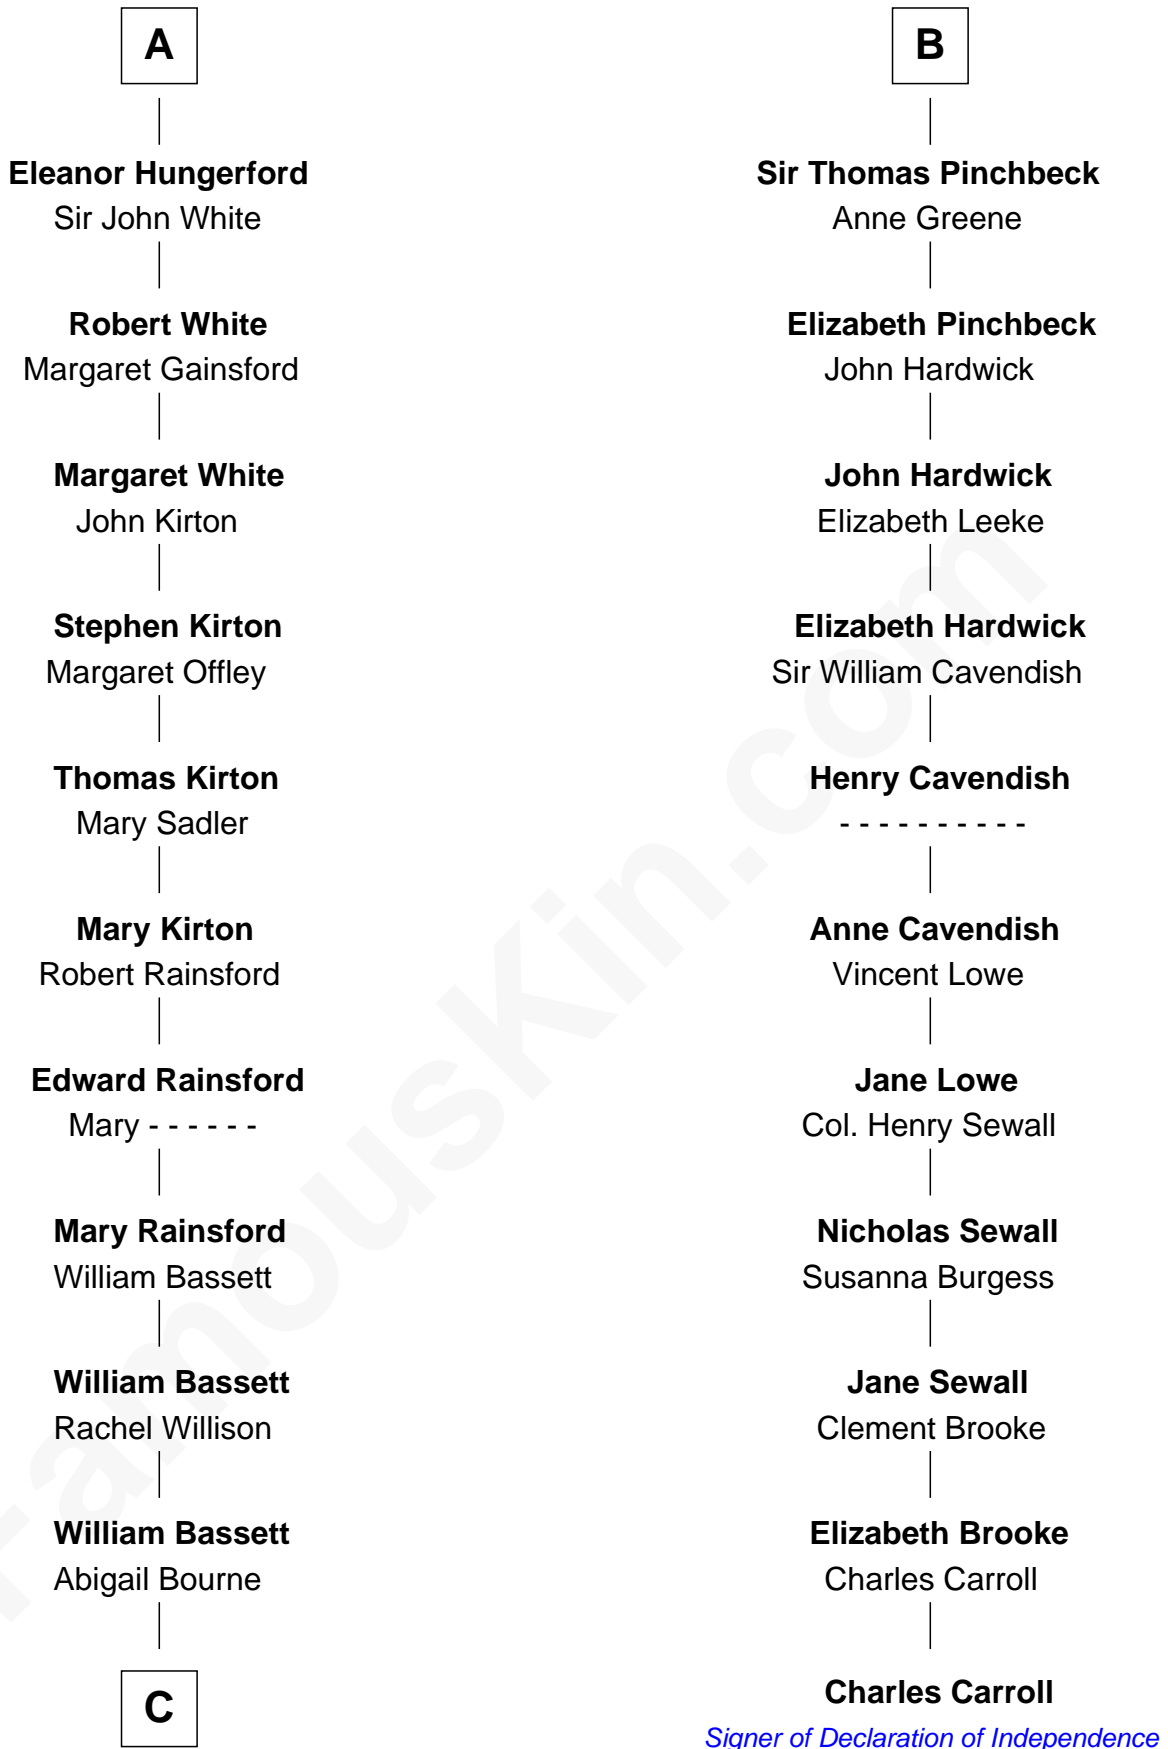 A
Eleanor Hungerford
Sir John White
Robert White
Margaret Gainsford
Margaret White
John Kirton
Stephen Kirton
Margaret Offley
Thomas Kirton
Mary Sadler
Mary Kirton
Robert Rainsford
Edward Rainsford
Mary - - - - - -
Mary Rainsford
William Bassett
William Bassett
Rachel Willison
William Bassett
Abigail Bourne
C
B
Sir Thomas Pinchbeck
Anne Greene
Elizabeth Pinchbeck
John Hardwick
John Hardwick
Elizabeth Leeke
Elizabeth Hardwick
Sir William Cavendish
Henry Cavendish
- - - - - - - - - -
Anne Cavendish
Vincent Lowe
Jane Lowe
Col. Henry Sewall
Nicholas Sewall
Susanna Burgess
Jane Sewall
Clement Brooke
Elizabeth Brooke
Charles Carroll
Charles Carroll
Signer of Declaration of Independence
FamousKin.com